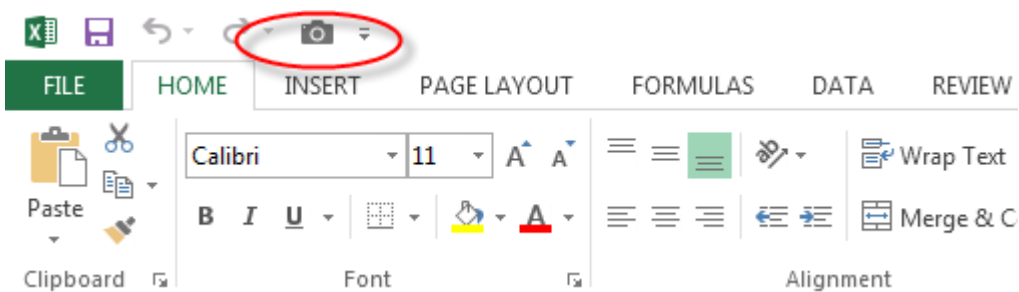 FILE HOME INSERT PAGE LAYOUT FORMULAS DATA REVIEW
Calibri 11 A A Wrap Text
Paste B I U A Merge & C
Clipboard Font Alignment